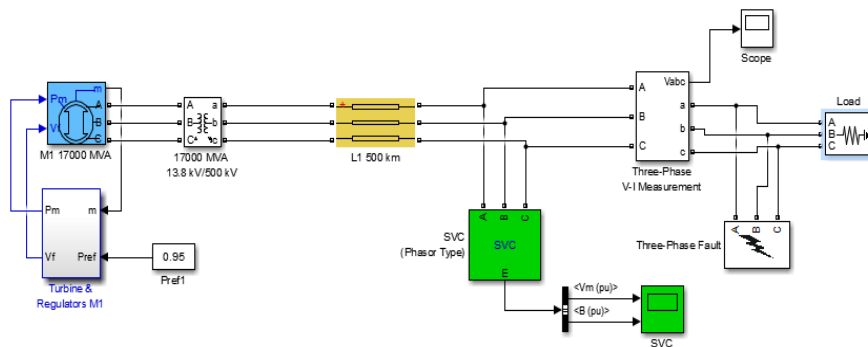 Scope
Vabc
Load
Pm
m
A
A
a
A
a
A
B
B
b
B
b
B
Vf
C
C
c
C
c
C
M1 17000 MVA
17000 MVA
13.8 kV/500 kV
L1 500 km
Three-Phase
V-I Measurement
Pm
m
Vf
Pref
0.95
Pref1
Turbine &
Regulators M1
A
B
C
SVC
SVC
(Phasor Type)
m
A
B
C
Three-Phase Fault
<Vm (pu)>
<B (pu)>
SVC